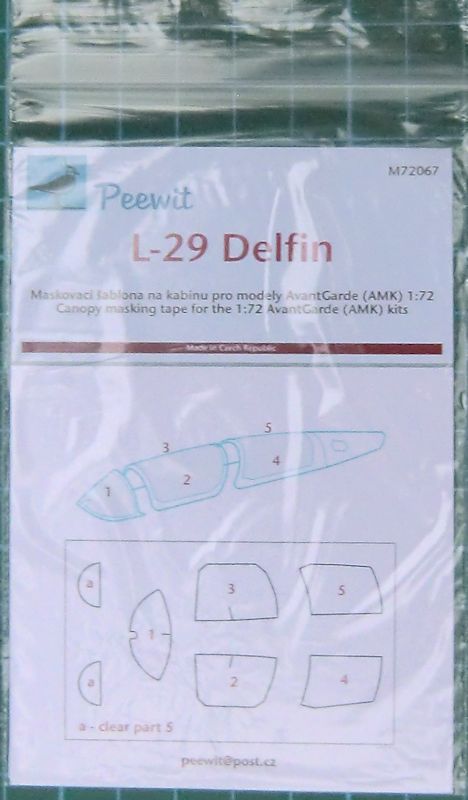 M72067
Peewit
L-29 Delfin
Maskovací šablona na kabinu pro modely AvantGarde (AMK) 1:72
Canopy masking tape for the 1:72 AvantGarde (AMK) kits
Made in Czech Republic
5
3
4
2
1
a 3 5
1
a 2 4
a - clear part 5
peewit@post.cz